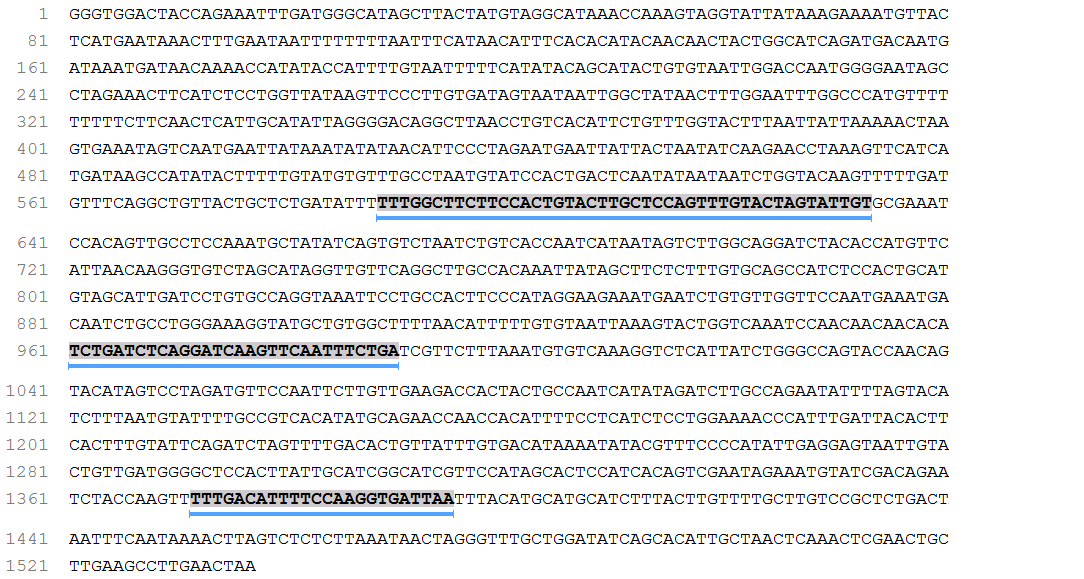 1 GGGTGGACTACCAGAAATTTGATGGGCATAGCTTACTATGTAGGCATAAACCAAAGTAGGTATTATAAAGAAAATGTTAC
81 TCATGAATAAACTTTGAATAATTTTTTTTAATTTCATAACATTTCACACATACAACAACTACTGGCATCAGATGACAATG
161 ATAAATGATAACAAAACCATATACCATTTTGTAATTTTTCATATACAGCATACTGTGTAATTGGACCAATGGGGAATAGC
241 CTAGAAACTTCATCTCCTGGTTATAAGTTCCCTTGTGATAGTAATAATTGGCTATAACTTTGGAATTTGGCCCATGTTTT
321 TTTTTCTTCAACTCATTGCATATTAGGGGACAGGCTTAACCTGTCACATTCTGTTTGGTACTTTAATTATTAAAAACTAA
401 GTGAAATAGTCAATGAATTATAAATATATAACATTCCCTAGAATGAATTATTACTAATATCAAGAACCTAAAGTTCATCA
481 TGATAAGCCATATACTTTTTGTATGTGTTTGCCTAATGTATCCACTGACTCAATATAATAATCTGGTACAAGTTTTTGAT
561 GTTTCAGGCTGTTACTGCTCTGATATTTTTTGGCTTCTTCCACTGTACTTGCTCCAGTTTGTACTAGTATTGTGCGAAAT
641 CCACAGTTGCCTCCAAATGCTATATCAGTGTCTAATCTGTCACCAATCATAATAGTCTTGGCAGGATCTACACCATGTTC
721 ATTAACAAGGGTGTCTAGCATAGGTTGTTCAGGCTTGCCACAAATTATAGCTTCTCTTTGTGCAGCCATCTCCACTGCAT
801 GTAGCATTGATCCTGTGCCAGGTAAATTCCTGCCACTTCCCATAGGAAGAAATGAATCTGTGTTGGTTCCAATGAAATGA
881 CAATCTGCCTGGGAAAGGTATGCTGTGGCTTTTAACATTTTTGTGTAATTAAAGTACTGGTCAAATCCAACAACAACACA
961 TCTGATCTCAGGATCAAGTTCAATTTCTGATCGTTCTTTAAATGTGTCAAAGGTCTCATTATCTGGGCCAGTACCAACAG
1041 TACATAGTCCTAGATGTTCCAATTCTTGTTGAAGACCACTACTGCCAATCATATAGATCTTGCCAGAATATTTTAGTACA
1121 TCTTTAATGTATTTTGCCGTCACATATGCAGAACCAACCACATTTTCCTCATCTCCTGGAAAACCCATTTGATTACACTT
1201 CACTTTGTATTCAGATCTAGTTTTGACACTGTTATTTGTGACATAAAATATACGTTTCCCCATATTGAGGAGTAATTGTA
1281 CTGTTGATGGGGCTCCACTTATTGCATCGGCATCGTTCCATAGCACTCCATCACAGTCGAATAGAAATGTATCGACAGAA
1361 TCTACCAAGTTTTTGACATTTTCCAAGGTGATTAATTTACATGCATGCATCTTTACTTGTTTTGCTTGTCCGCTCTGACT
1441 AATTTCAATAAAACTTAGTCTCTCTTAAATAACTAGGGTTTGCTGGATATCAGCACATTGCTAACTCAAACTCGAACTGC
1521 TTGAAGCCTTGAACTAA